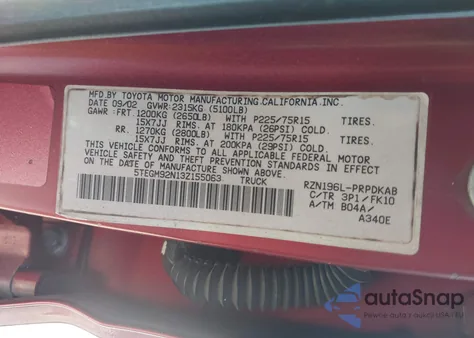 MFD.BY TOYOTA MOTOR MANUFACTURING.CALIFORNIA.INC.
DATE 09/02 GVWR:2315KG (5100LB)
GAWR: FRT. 1200KG (2650LB) WITH P225/75R15 TIRES.
15X7JJ RIMS. AT 180KPA (26PSI) COLD.
RR. 1270KG (2800LB) WITH P225/75R15 TIRES.
15X7JJ RIMS. AT 200KPA (29PSI) COLD.
THIS VEHICLE CONFORMS TO ALL APPLICABLE FEDERAL MOTOR
VEHICLE SAFETY AND THEFT PREVENTION STANDARDS IN EFFECT ON
THE DATE OF MANUFACTURE SHOWN ABOVE.
5TEGM92N13Z155063 TRUCK
RZN196L-PRPDKAB
C/TR 3P1/FK10
A/TM B04A/
A340E
autoSnap